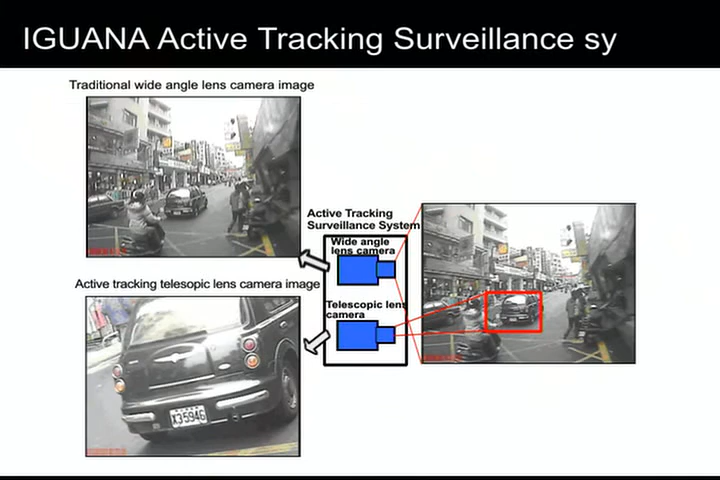 IGUANA Active Tracking Surveillance sy
Traditional wide angle lens camera image
Active Tracking
Surveillance System
Wide angle
lens camera
Active tracking telesopic lens camera image
Telescopic lens
camera
X35946